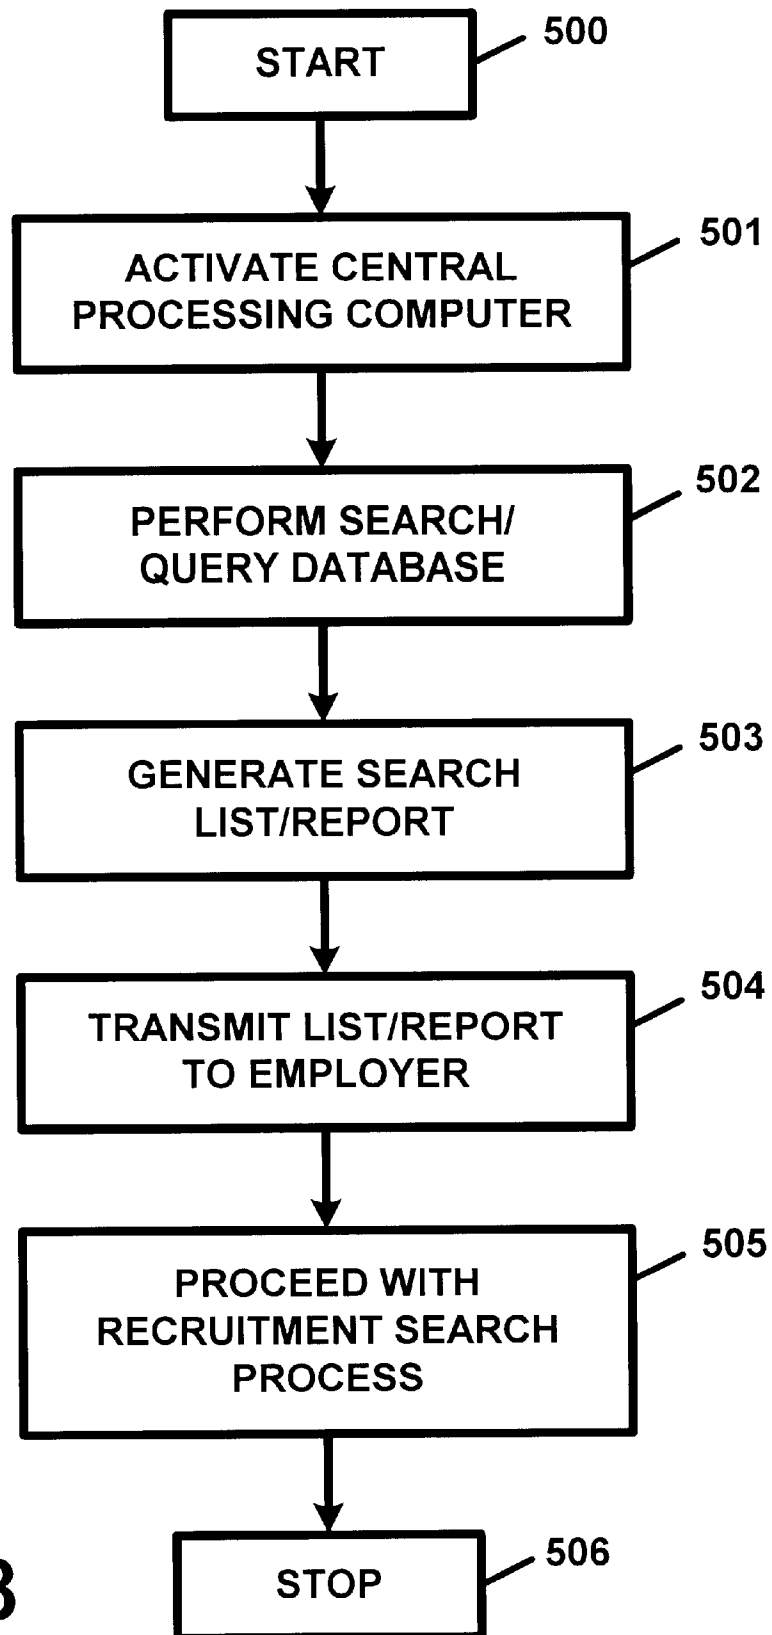 500
START
501
ACTIVATE CENTRAL
PROCESSING COMPUTER
502
PERFORM SEARCH/
QUERY DATABASE
503
GENERATE SEARCH
LIST/REPORT
504
TRANSMIT LIST/REPORT
TO EMPLOYER
505
PROCEED WITH
RECRUITMENT SEARCH
PROCESS
506
STOP